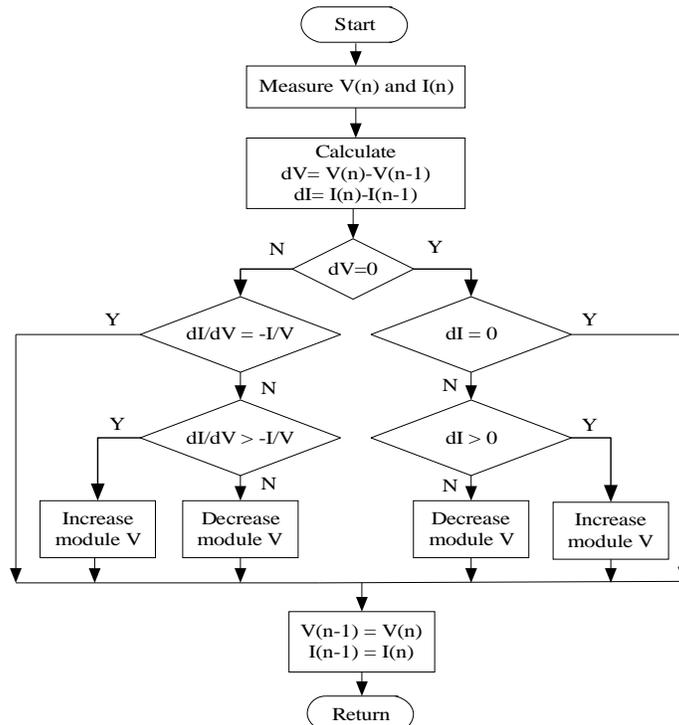 Start
Measure V(n) and I(n)
Calculate
dV= V(n)-V(n-1)
dI= I(n)-I(n-1)
N
Y
dV=0
Y
dI/dV = -I/V
dI = 0
Y
N
N
Y
dI/dV > -I/V
dI > 0
Y
N
N
Increase
module V
Decrease
module V
Decrease
module V
Increase
module V
V(n-1) = V(n)
I(n-1) = I(n)
Return